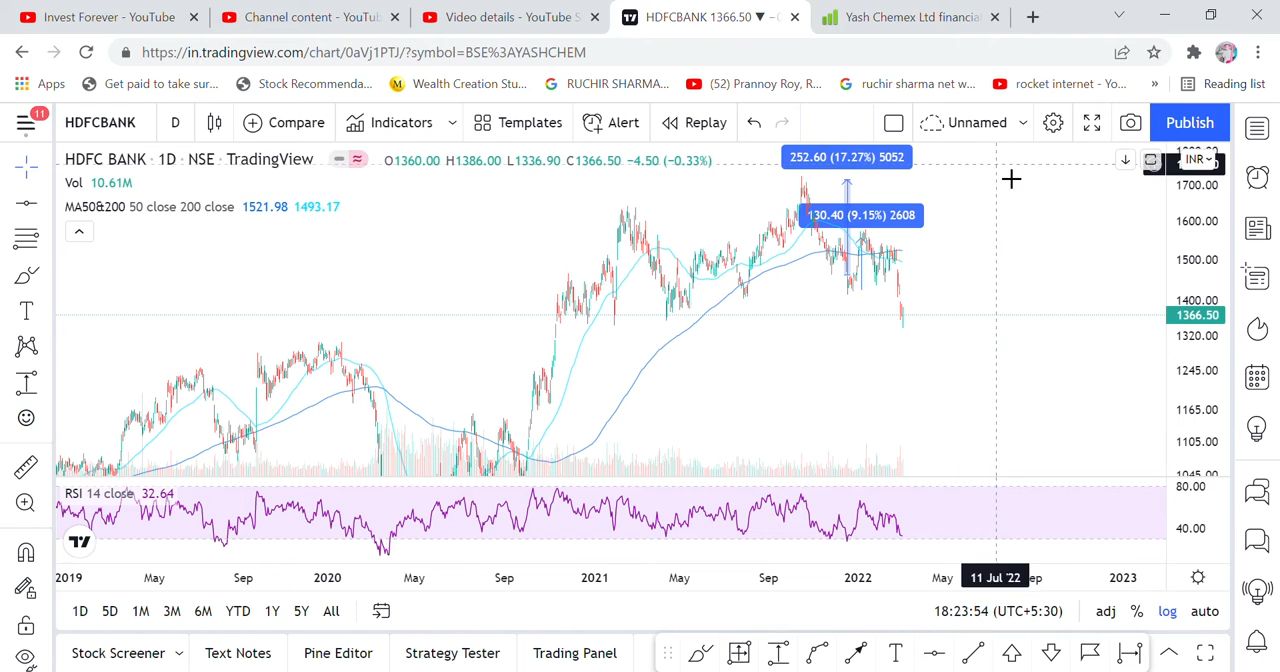 Invest Forever - YouTube
Channel content - YouTub
Video details - YouTube S
HDFCBANK 1366.50 ▼ –
Yash Chemex Ltd financia
https://in.tradingview.com/chart/0aVj1PTJ/?symbol=BSE%3AYASHCHEM
Apps
Get paid to take sur...
Stock Recommenda...
Wealth Creation Stu...
RUCHIR SHARMA...
(52) Prannoy Roy, R...
ruchir sharma net w...
rocket internet - Yo...
»
Reading list
11
HDFCBANK
D
Compare
Indicators
Templates
Alert
Replay
Unnamed
Publish
HDFC BANK · 1D · NSE · TradingView
O1360.00 H1386.00 L1336.90 C1366.50 −4.50 (−0.33%)
Vol 10.61M
MA50&200 50 close 200 close 1521.98 1493.17
252.60 (17.27%) 5052
130.40 (9.15%) 2608
INR
1700.00
1600.00
1500.00
1400.00
1366.50
1320.00
1245.00
1165.00
1105.00
1045.00
RSI 14 close 32.64
80.00
40.00
2019 May Sep 2020 May Sep 2021 May Sep 2022 May 11 Jul '22 ep 2023
1D 5D 1M 3M 6M YTD 1Y 5Y All
18:23:54 (UTC+5:30)
adj % log auto
Stock Screener
Text Notes
Pine Editor
Strategy Tester
Trading Panel